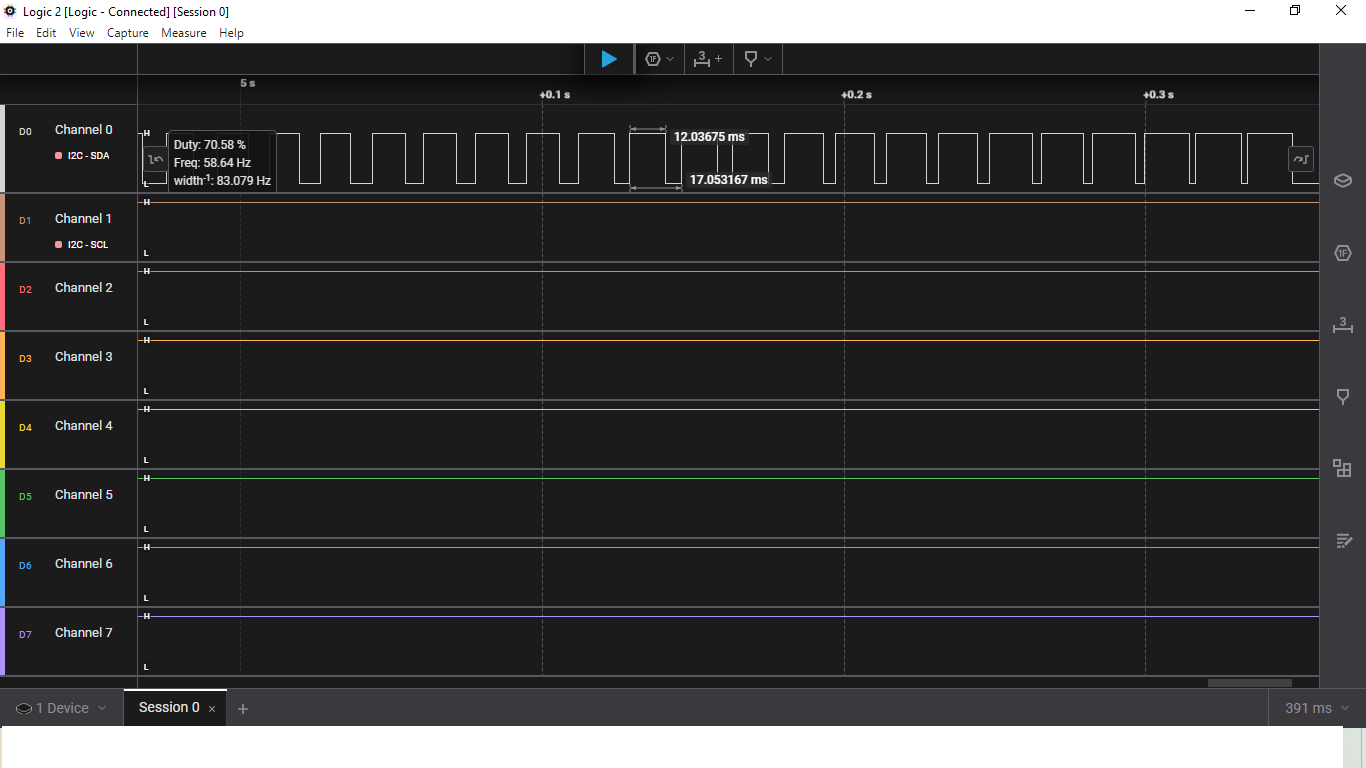 Logic 2 [Logic - Connected] [Session 0]
File Edit View Capture Measure Help
1F 3 +
5 s
+0.1 s +0.2 s +0.3 s
D0 Channel 0
I2C - SDA
H
L
Duty: 70.58 %
Freq: 58.64 Hz
width-1: 83.079 Hz
12.03675 ms
17.053167 ms
D1 Channel 1
I2C - SCL
H
L
D2 Channel 2
H
L
D3 Channel 3
H
L
D4 Channel 4
H
L
D5 Channel 5
H
L
D6 Channel 6
H
L
D7 Channel 7
H
L
1F
3
1 Device
Session 0 × +
391 ms